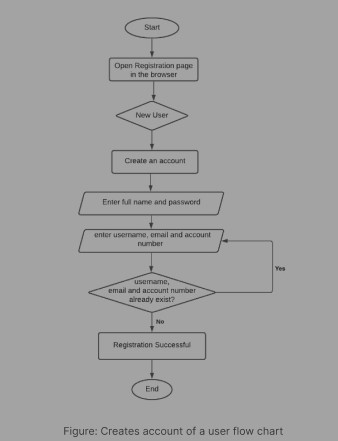 Start
Open Registration page
in the browser
New User
Create an account
Enter full name and password
enter username, email and account
number
Yes
username,
email and account number
already exist?
No
Registration Successful
End
Figure: Creates account of a user flow chart